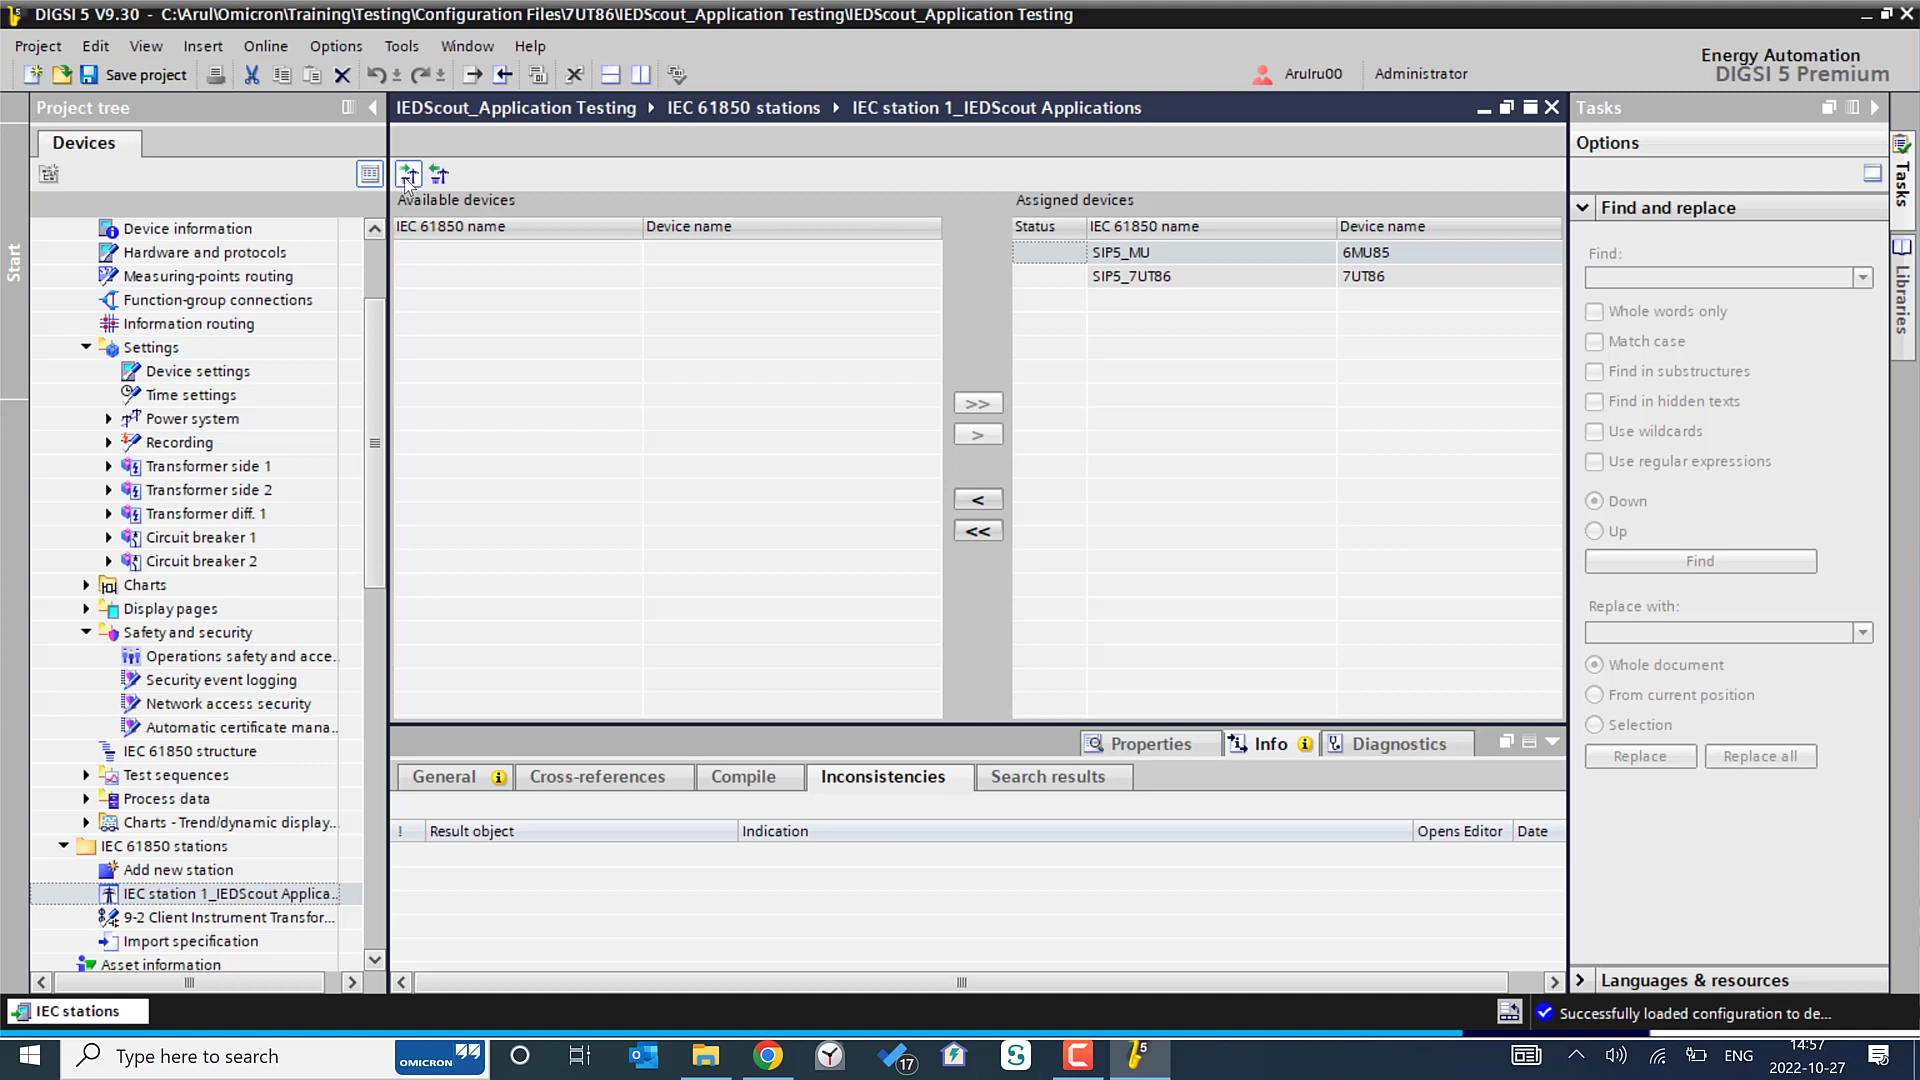 DIGSI 5 V9.30 - C:\Arul\Omicron\Training\Testing\Configuration Files\7UT86\IEDScout_Application Testing\IEDScout_Application Testing
Project Edit View Insert Online Options Tools Window Help
Save project
ArulRu00 Administrator
Energy Automation
DIGSI 5 Premium
Project tree
IEDScout_Application Testing IEC 61850 stations IEC station 1_IEDScout Applications
Tasks
Devices
Options
Start
Available devices
Assigned devices
IEC 61850 name Device name
Status IEC 61850 name Device name
SIP5_MU 6MU85
SIP5_7UT86 7UT86
>>
>
<
<<
Device information
Hardware and protocols
Measuring-points routing
Function-group connections
Information routing
Settings
Device settings
Time settings
Power system
Recording
Transformer side 1
Transformer side 2
Transformer diff. 1
Circuit breaker 1
Circuit breaker 2
Charts
Display pages
Safety and security
Operations safety and acce..
Security event logging
Network access security
Automatic certificate mana..
IEC 61850 structure
Test sequences
Process data
Charts - Trend/dynamic display...
IEC 61850 stations
Add new station
IEC station 1_IEDScout Applica..
9-2 Client Instrument Transfor...
Import specification
Asset information
Properties Info Diagnostics
General Cross-references Compile Inconsistencies Search results
! Result object Indication Opens Editor Date
Find and replace
Find:
Whole words only
Match case
Find in substructures
Find in hidden texts
Use wildcards
Use regular expressions
Down
Up
Find
Replace with:
Whole document
From current position
Selection
Replace Replace all
Languages & resources
Tasks
Libraries
IEC stations
Successfully loaded configuration to de...
Type here to search
OMICRON
17
ENG
14:57
2022-10-27